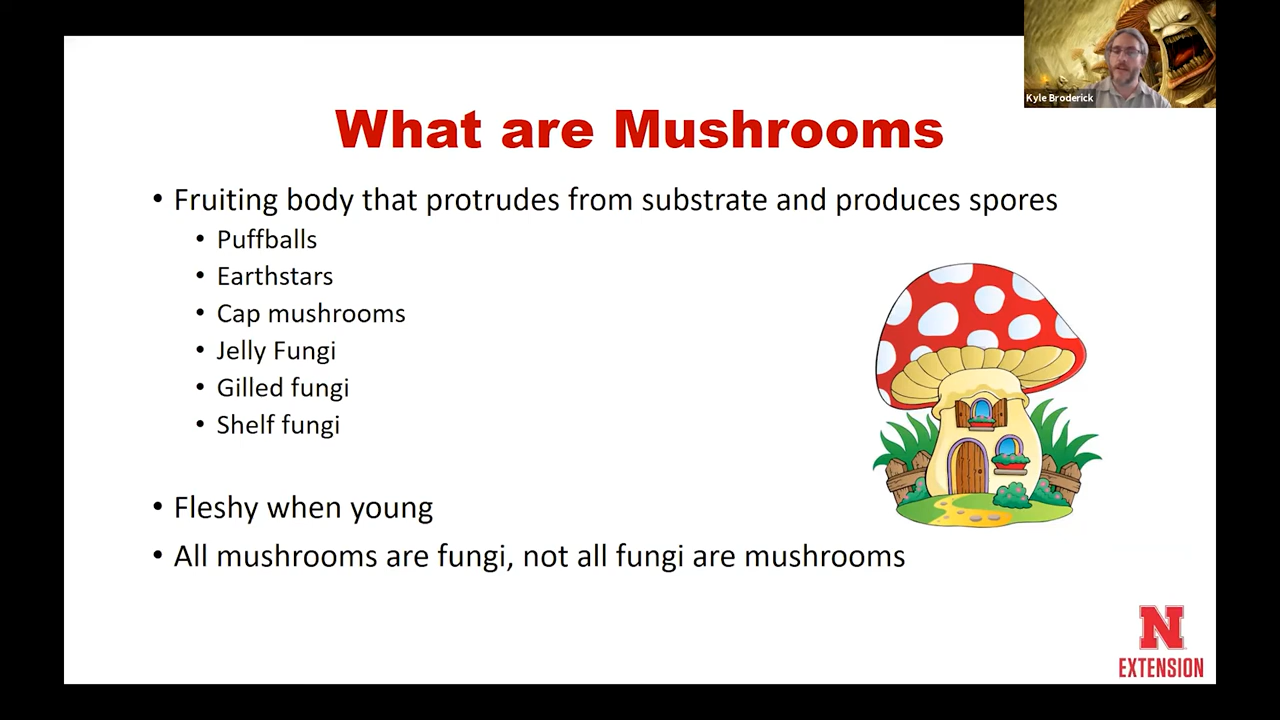 Kyle Broderick
What are Mushrooms
• Fruiting body that protrudes from substrate and produces spores
• Puffballs
• Earthstars
• Cap mushrooms
• Jelly Fungi
• Gilled fungi
• Shelf fungi
• Fleshy when young
• All mushrooms are fungi, not all fungi are mushrooms
N
EXTENSION